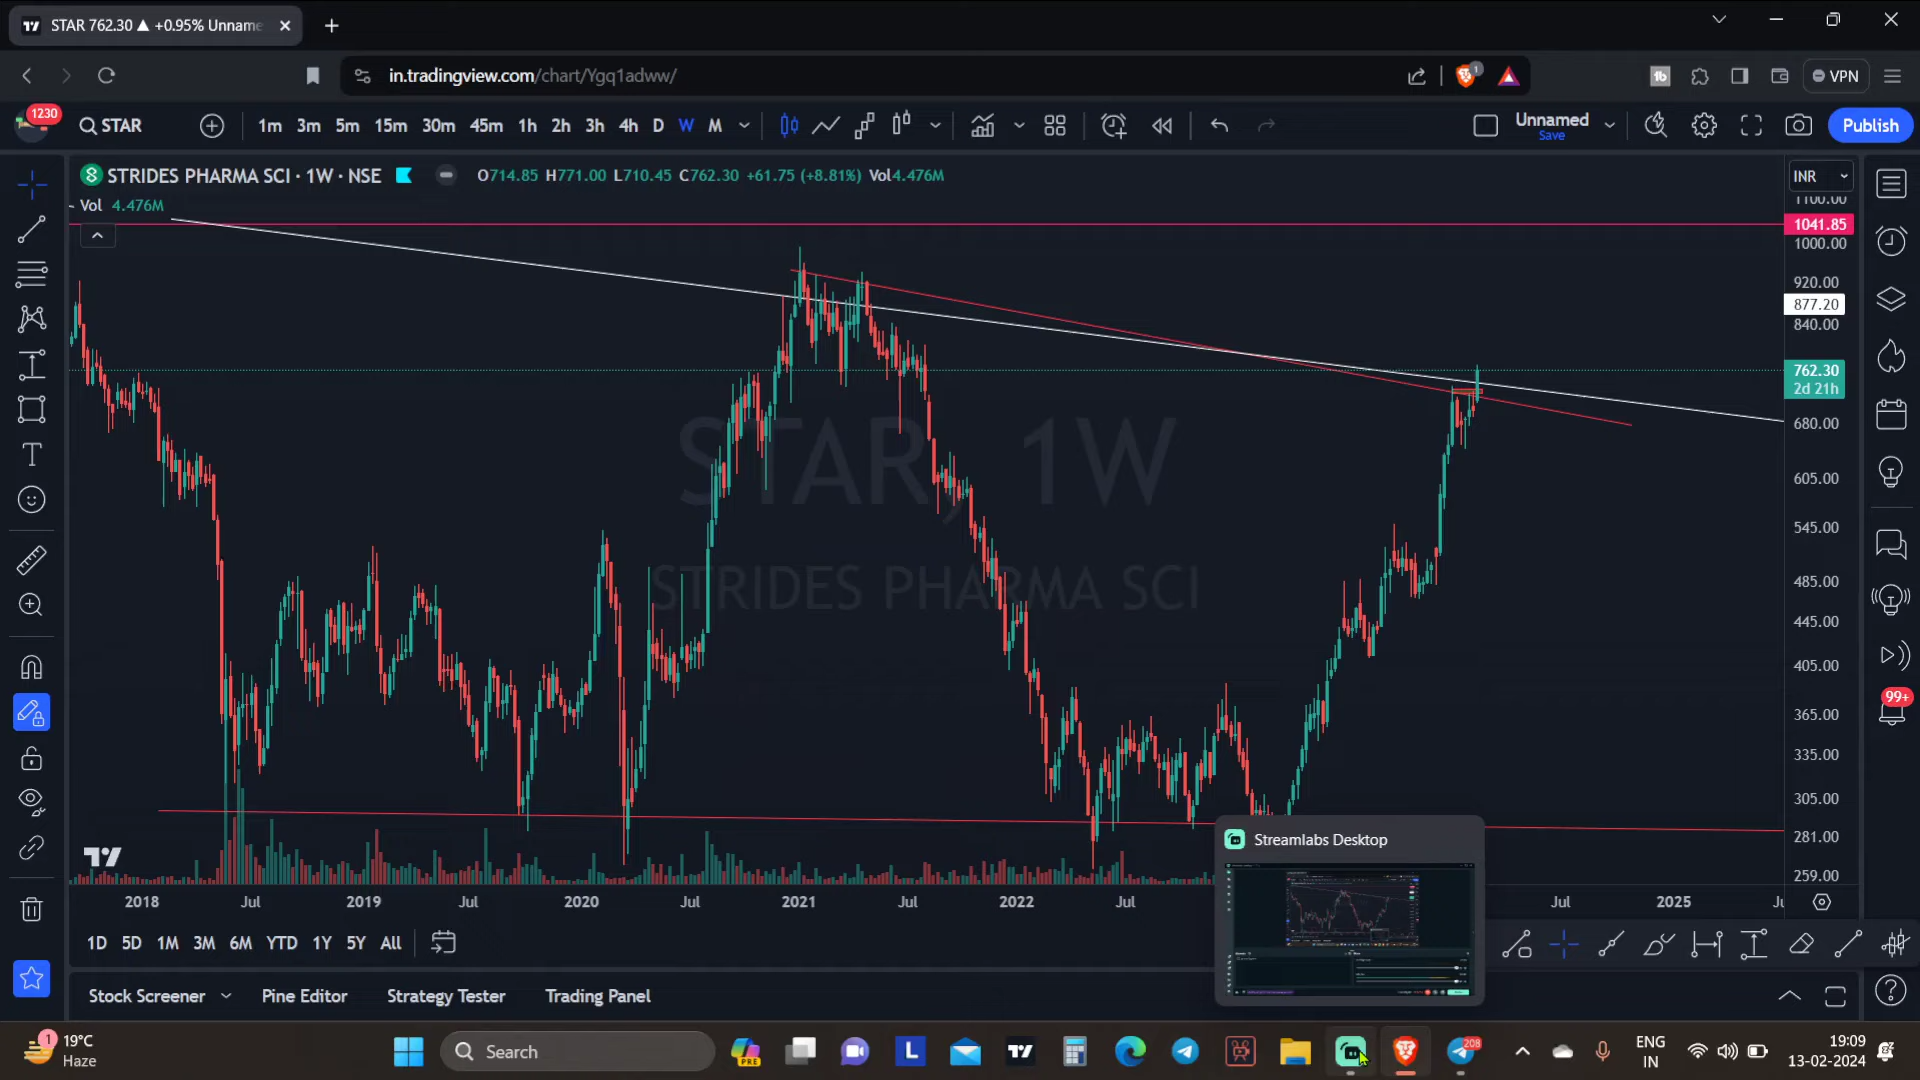 STAR 762.30 ▲ +0.95% Unname
in.tradingview.com/chart/Ygq1adww/
1
VPN
1230
STAR
1m 3m 5m 15m 30m 45m 1h 2h 3h 4h D W M
Unnamed
Save
Publish
STRIDES PHARMA SCI · 1W · NSE
O714.85 H771.00 L710.45 C762.30 +61.75 (+8.81%) Vol4.476M
Vol 4.476M
INR
1100.00
1041.85
1000.00
920.00
877.20
840.00
762.30
2d 21h
680.00
605.00
545.00
485.00
445.00
405.00
365.00
335.00
305.00
281.00
259.00
STAR, 1W
STRIDES PHARMA SCI
99+
Streamlabs Desktop
2018 Jul 2019 Jul 2020 Jul 2021 Jul 2022 Jul Jul 2025
1D 5D 1M 3M 6M YTD 1Y 5Y All
Stock Screener
Pine Editor
Strategy Tester
Trading Panel
1
19°C
Haze
Search
PRE
L
208
ENG
IN
19:09
13-02-2024